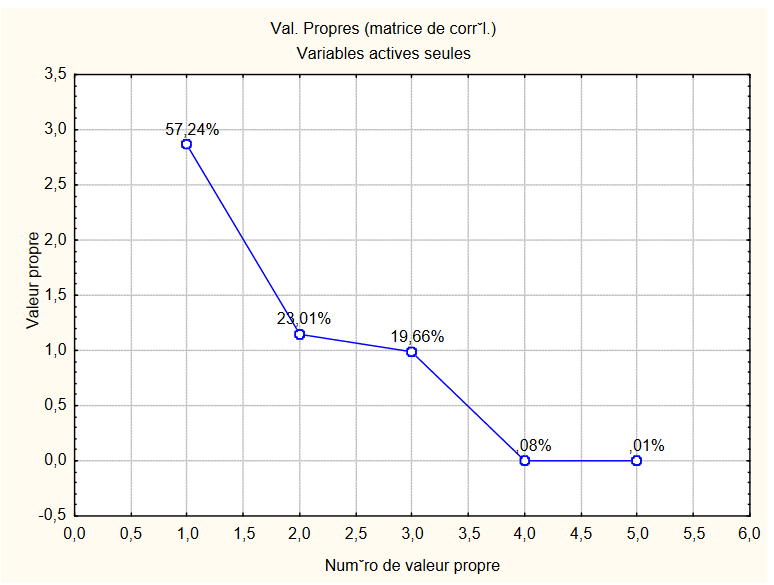 Val. Propres (matrice de corrˇl.)
Variables actives seules
3,5
3,0
2,5
2,0
1,5
1,0
0,5
0,0
-0,5
Valeur propre
57,24%
23,01%
19,66%
,08%
,01%
0,0 0,5 1,0 1,5 2,0 2,5 3,0 3,5 4,0 4,5 5,0 5,5 6,0
Numˇro de valeur propre